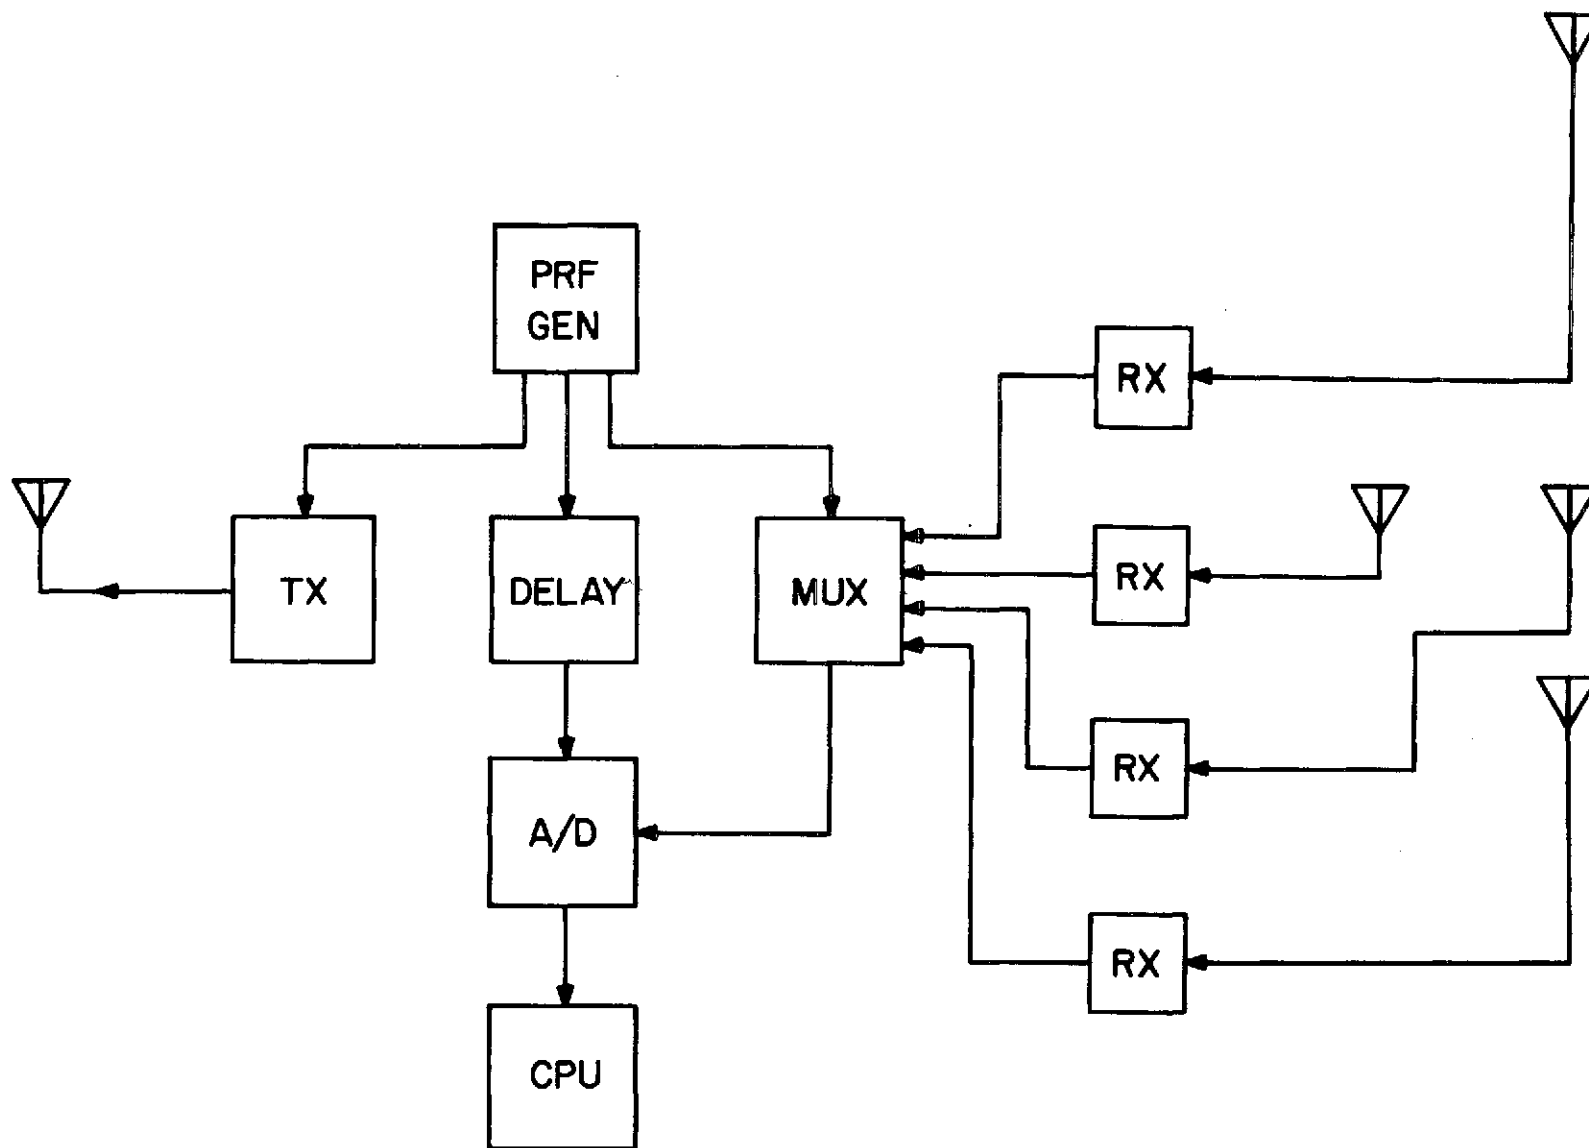 PRF
GEN
RX
TX
DELAY
MUX
RX
RX
A/D
RX
CPU